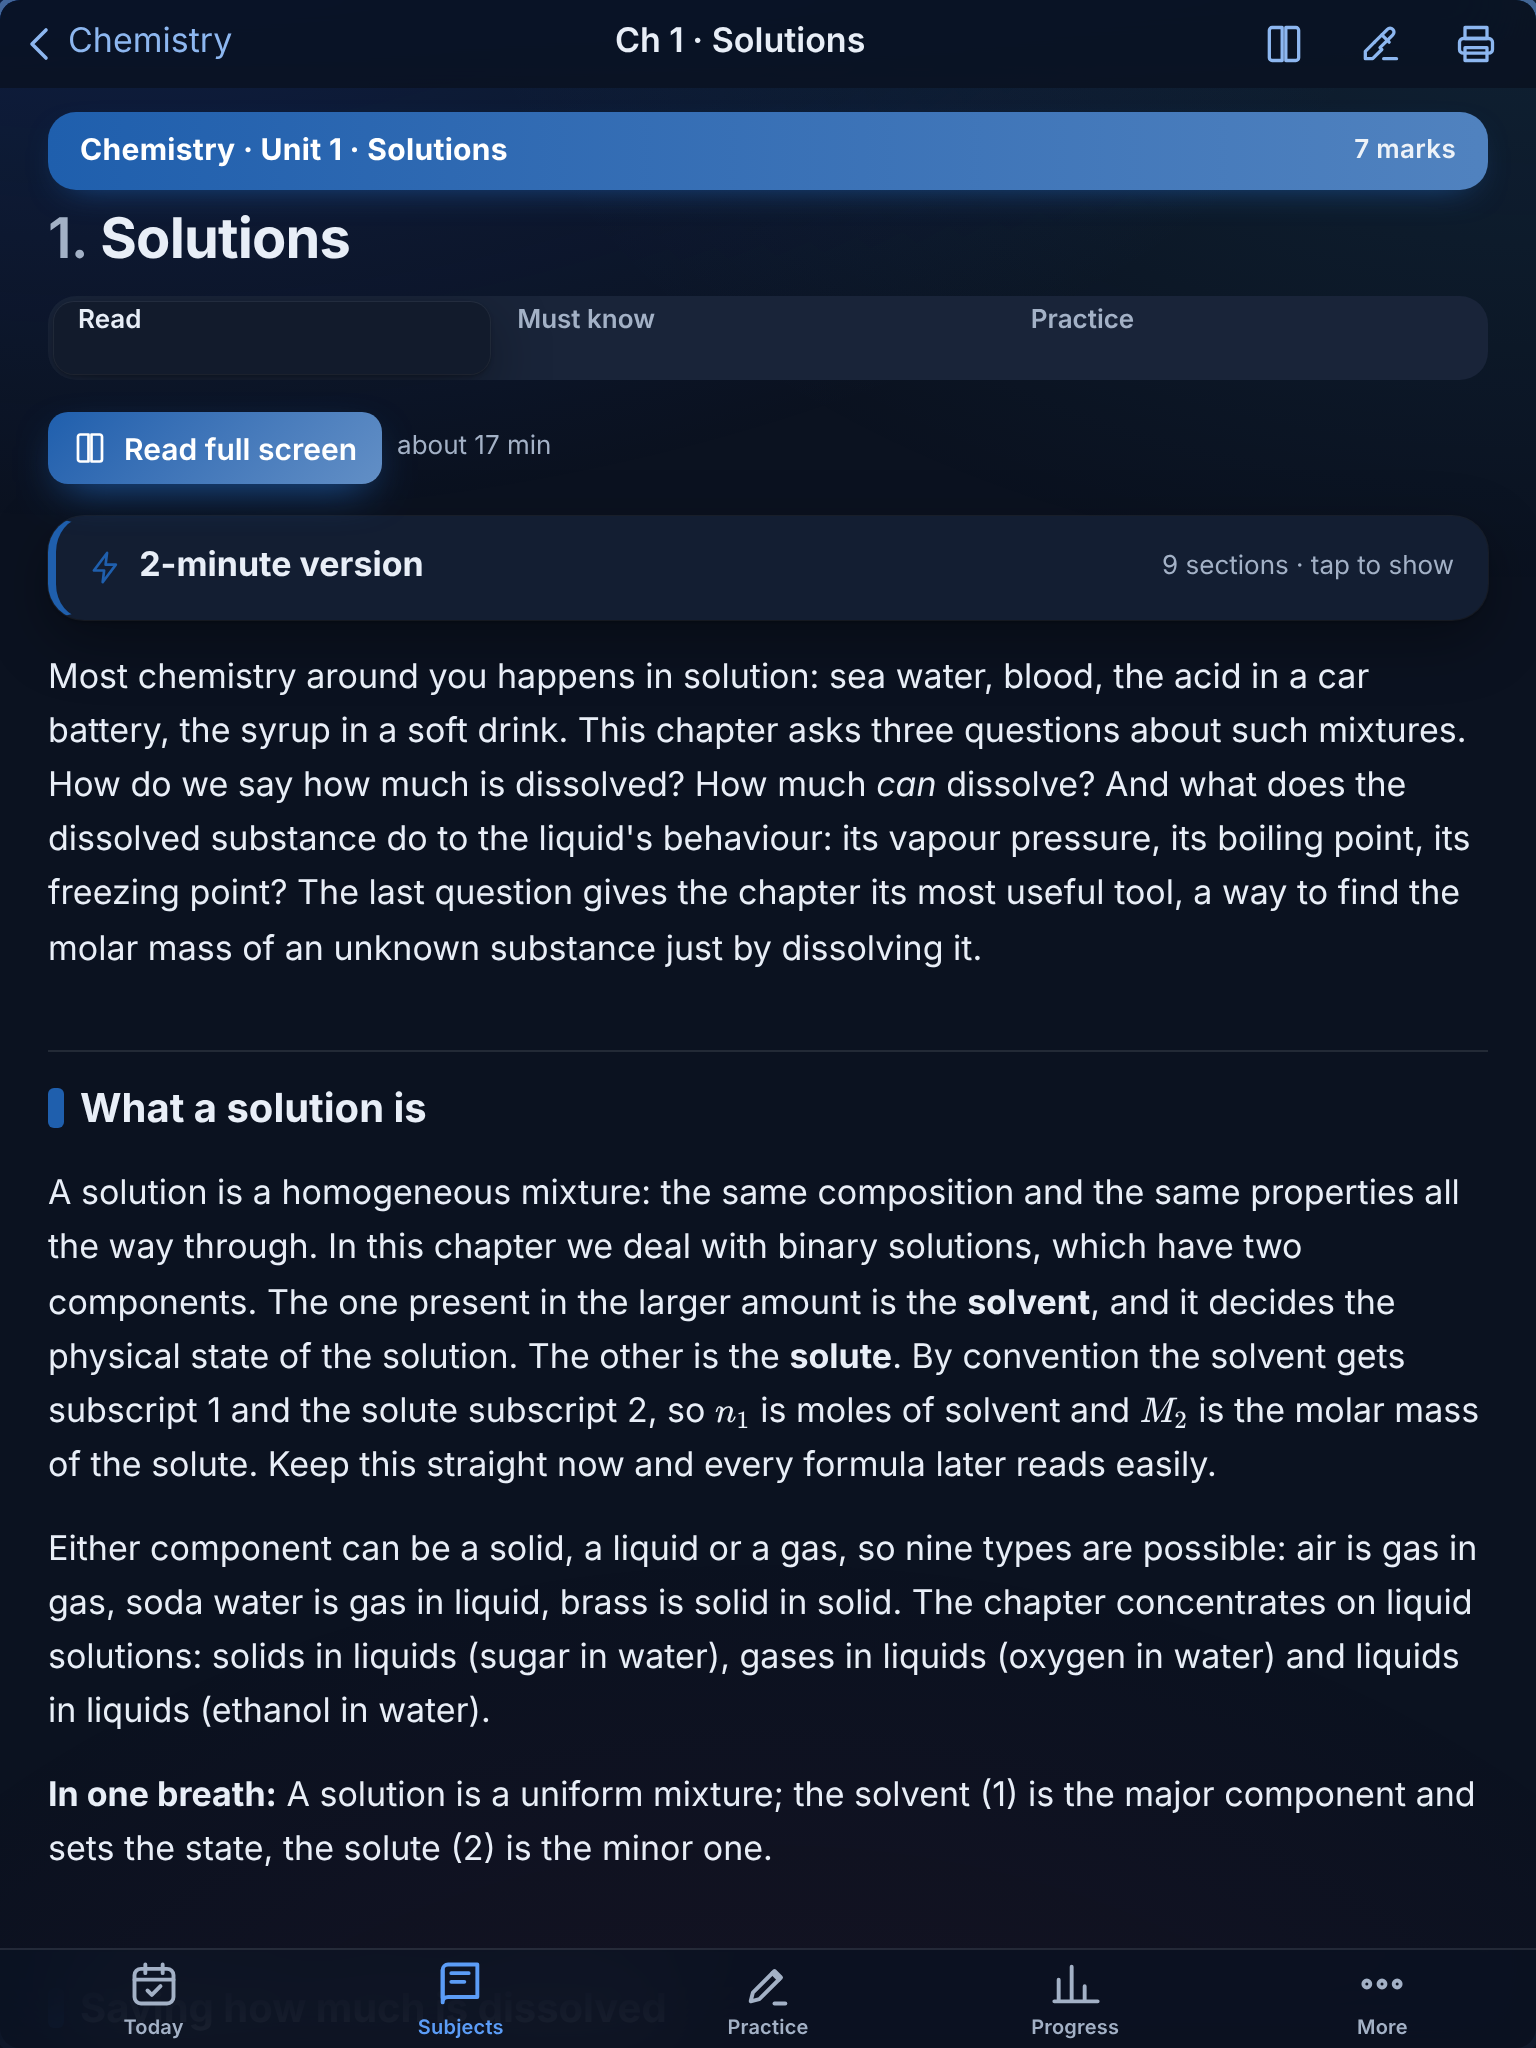 Chemistry
Ch 1 · Solutions
Chemistry · Unit 1 · Solutions
7 marks
1. Solutions
Read
Must know
Practice
Read full screen
about 17 min
2-minute version
9 sections · tap to show
Most chemistry around you happens in solution: sea water, blood, the acid in a car
battery, the syrup in a soft drink. This chapter asks three questions about such mixtures.
How do we say how much is dissolved? How much can dissolve? And what does the
dissolved substance do to the liquid's behaviour: its vapour pressure, its boiling point, its
freezing point? The last question gives the chapter its most useful tool, a way to find the
molar mass of an unknown substance just by dissolving it.
What a solution is
A solution is a homogeneous mixture: the same composition and the same properties all
the way through. In this chapter we deal with binary solutions, which have two
components. The one present in the larger amount is the solvent, and it decides the
physical state of the solution. The other is the solute. By convention the solvent gets
subscript 1 and the solute subscript 2, so n₁ is moles of solvent and M₂ is the molar mass
of the solute. Keep this straight now and every formula later reads easily.
Either component can be a solid, a liquid or a gas, so nine types are possible: air is gas in
gas, soda water is gas in liquid, brass is solid in solid. The chapter concentrates on liquid
solutions: solids in liquids (sugar in water), gases in liquids (oxygen in water) and liquids
in liquids (ethanol in water).
In one breath: A solution is a uniform mixture; the solvent (1) is the major component and
sets the state, the solute (2) is the minor one.
Saying how much is dissolved
Today
Subjects
Practice
Progress
More